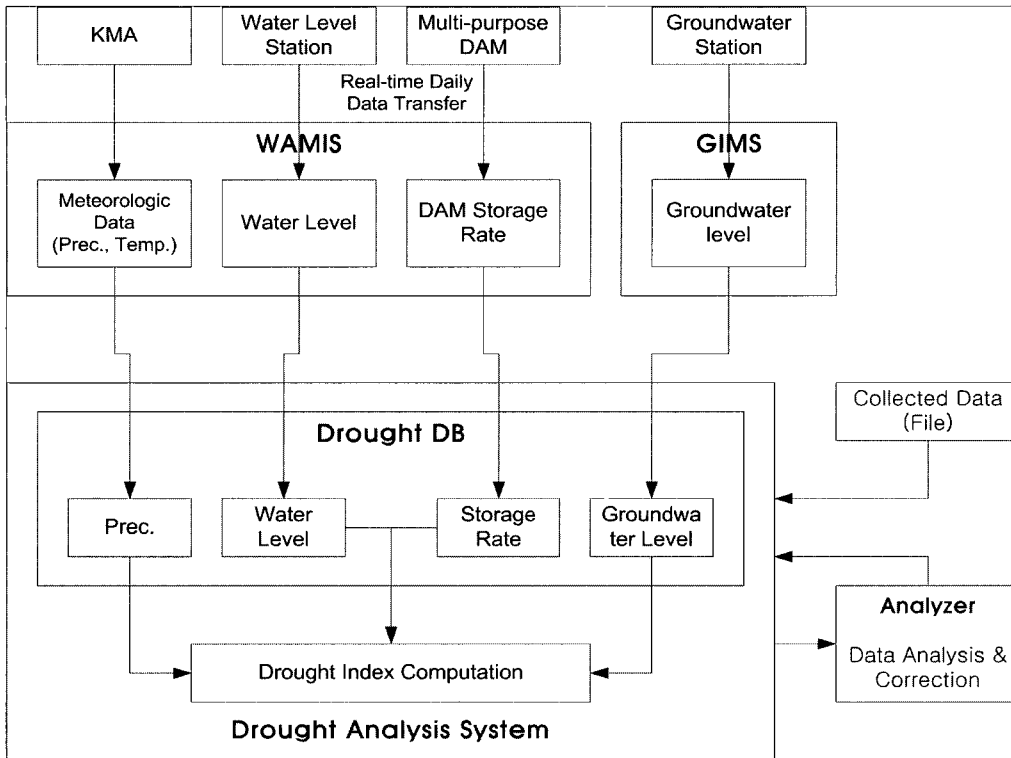 KMA
Water Level
Station
Multi-purpose
DAM
Groundwater
Station
Real-time Daily
Data Transfer
WAMIS
GIMS
Meteorologic
Data
(Prec., Temp.)
Water Level
DAM Storage
Rate
Groundwater
level
Collected Data
(File)
Drought DB
Prec.
Water
Level
Storage
Rate
Groundwa
ter Level
Analyzer
Data Analysis &
Correction
Drought Index Computation
Drought Analysis System